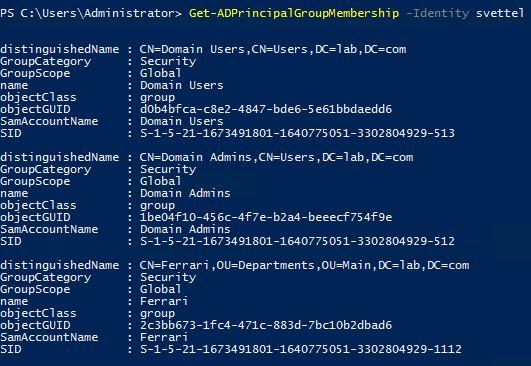 PS C:\Users\Administrator> Get-ADPrincipalGroupMembership -Identity svettel
distinguishedName : CN=Domain Users,CN=Users,DC=lab,DC=com
GroupCategory : Security
GroupScope : Global
name : Domain Users
objectClass : group
objectGUID : d0b4bfca-c8e2-4847-bde6-5e61bbdaedd6
SamAccountName : Domain Users
SID : S-1-5-21-1673491801-1640775051-3302804929-513
distinguishedName : CN=Domain Admins,CN=Users,DC=lab,DC=com
GroupCategory : Security
GroupScope : Global
name : Domain Admins
objectClass : group
objectGUID : 1be04f10-456c-4f7e-b2a4-beeecf754f9e
SamAccountName : Domain Admins
SID : S-1-5-21-1673491801-1640775051-3302804929-512
distinguishedName : CN=Ferrari,OU=Departments,OU=Main,DC=lab,DC=com
GroupCategory : Security
GroupScope : Global
name : Ferrari
objectClass : group
objectGUID : 2c3bb673-1fc4-471c-883d-7bc10b2dbad6
SamAccountName : Ferrari
SID : S-1-5-21-1673491801-1640775051-3302804929-1112